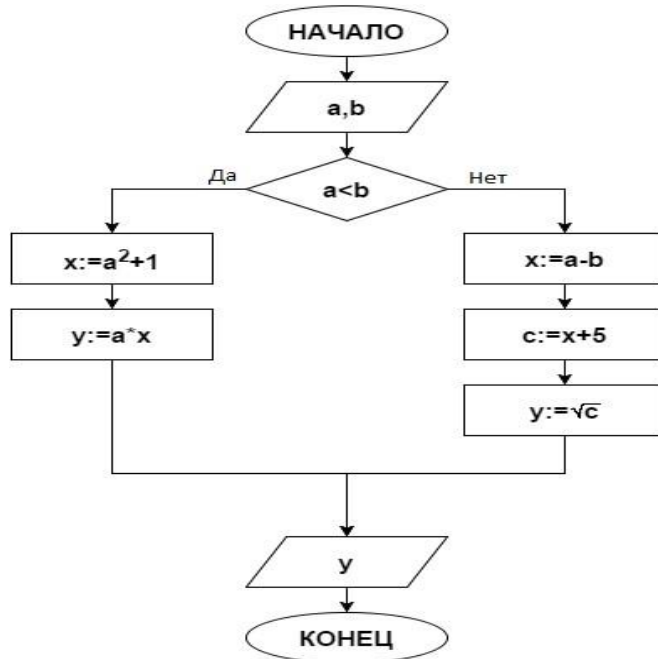 НАЧАЛО
a,b
a<b
Да
Нет
x:=a²+1
y:=a*x
x:=a-b
c:=x+5
y:=√c
y
КОНЕЦ